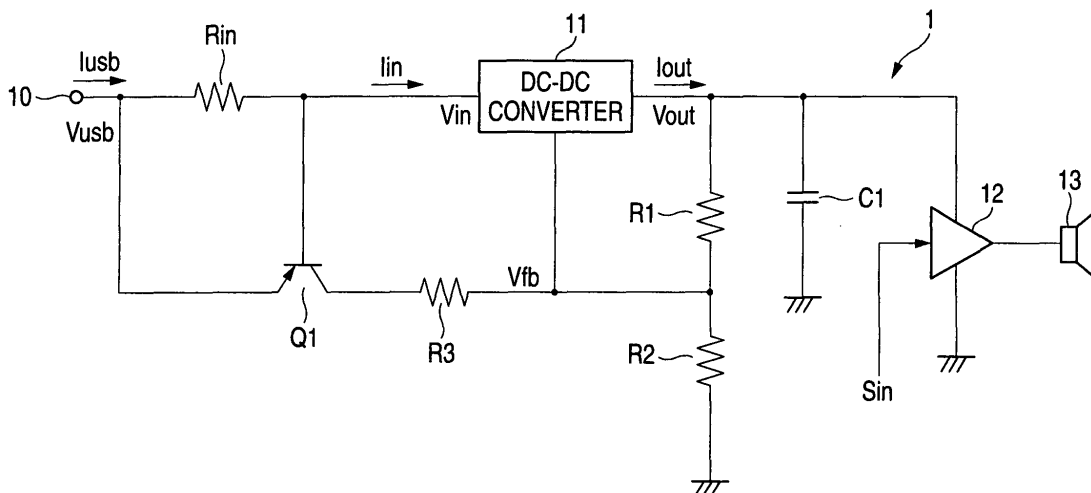 Iusb
Rin
Iin
11
DC-DC
CONVERTER
Iout
1
10
Vusb
Vin
Vout
R1
C1
12
13
Q1
R3
Vfb
R2
Sin